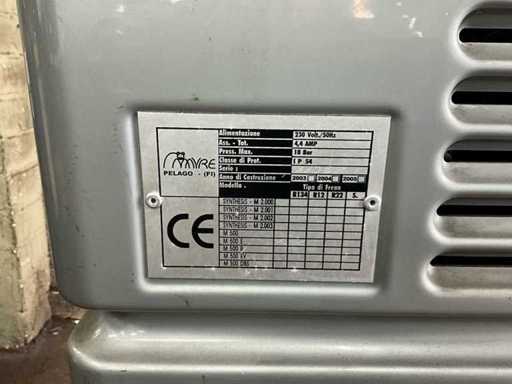 Alimentazione 230 Volt./50Hz
Ass. - Tot. 4,4 AMP
Press. Max. 18 Bar
Classe di Prot. I P 54
Serie :
Anno di Costruzione 2003 2004 2005
Modello. Tipo di Freon
R134 R12 R22 S.
MYRE
PELAGO - (FI)
CE
SYNTHESIS - M 2.000
SYNTHESIS - M 2.001
SYNTHESIS - M 2.002
SYNTHESIS - M 2.003
M 500
M 500 E
M 500 P
M 500 XV
M 500 DBS